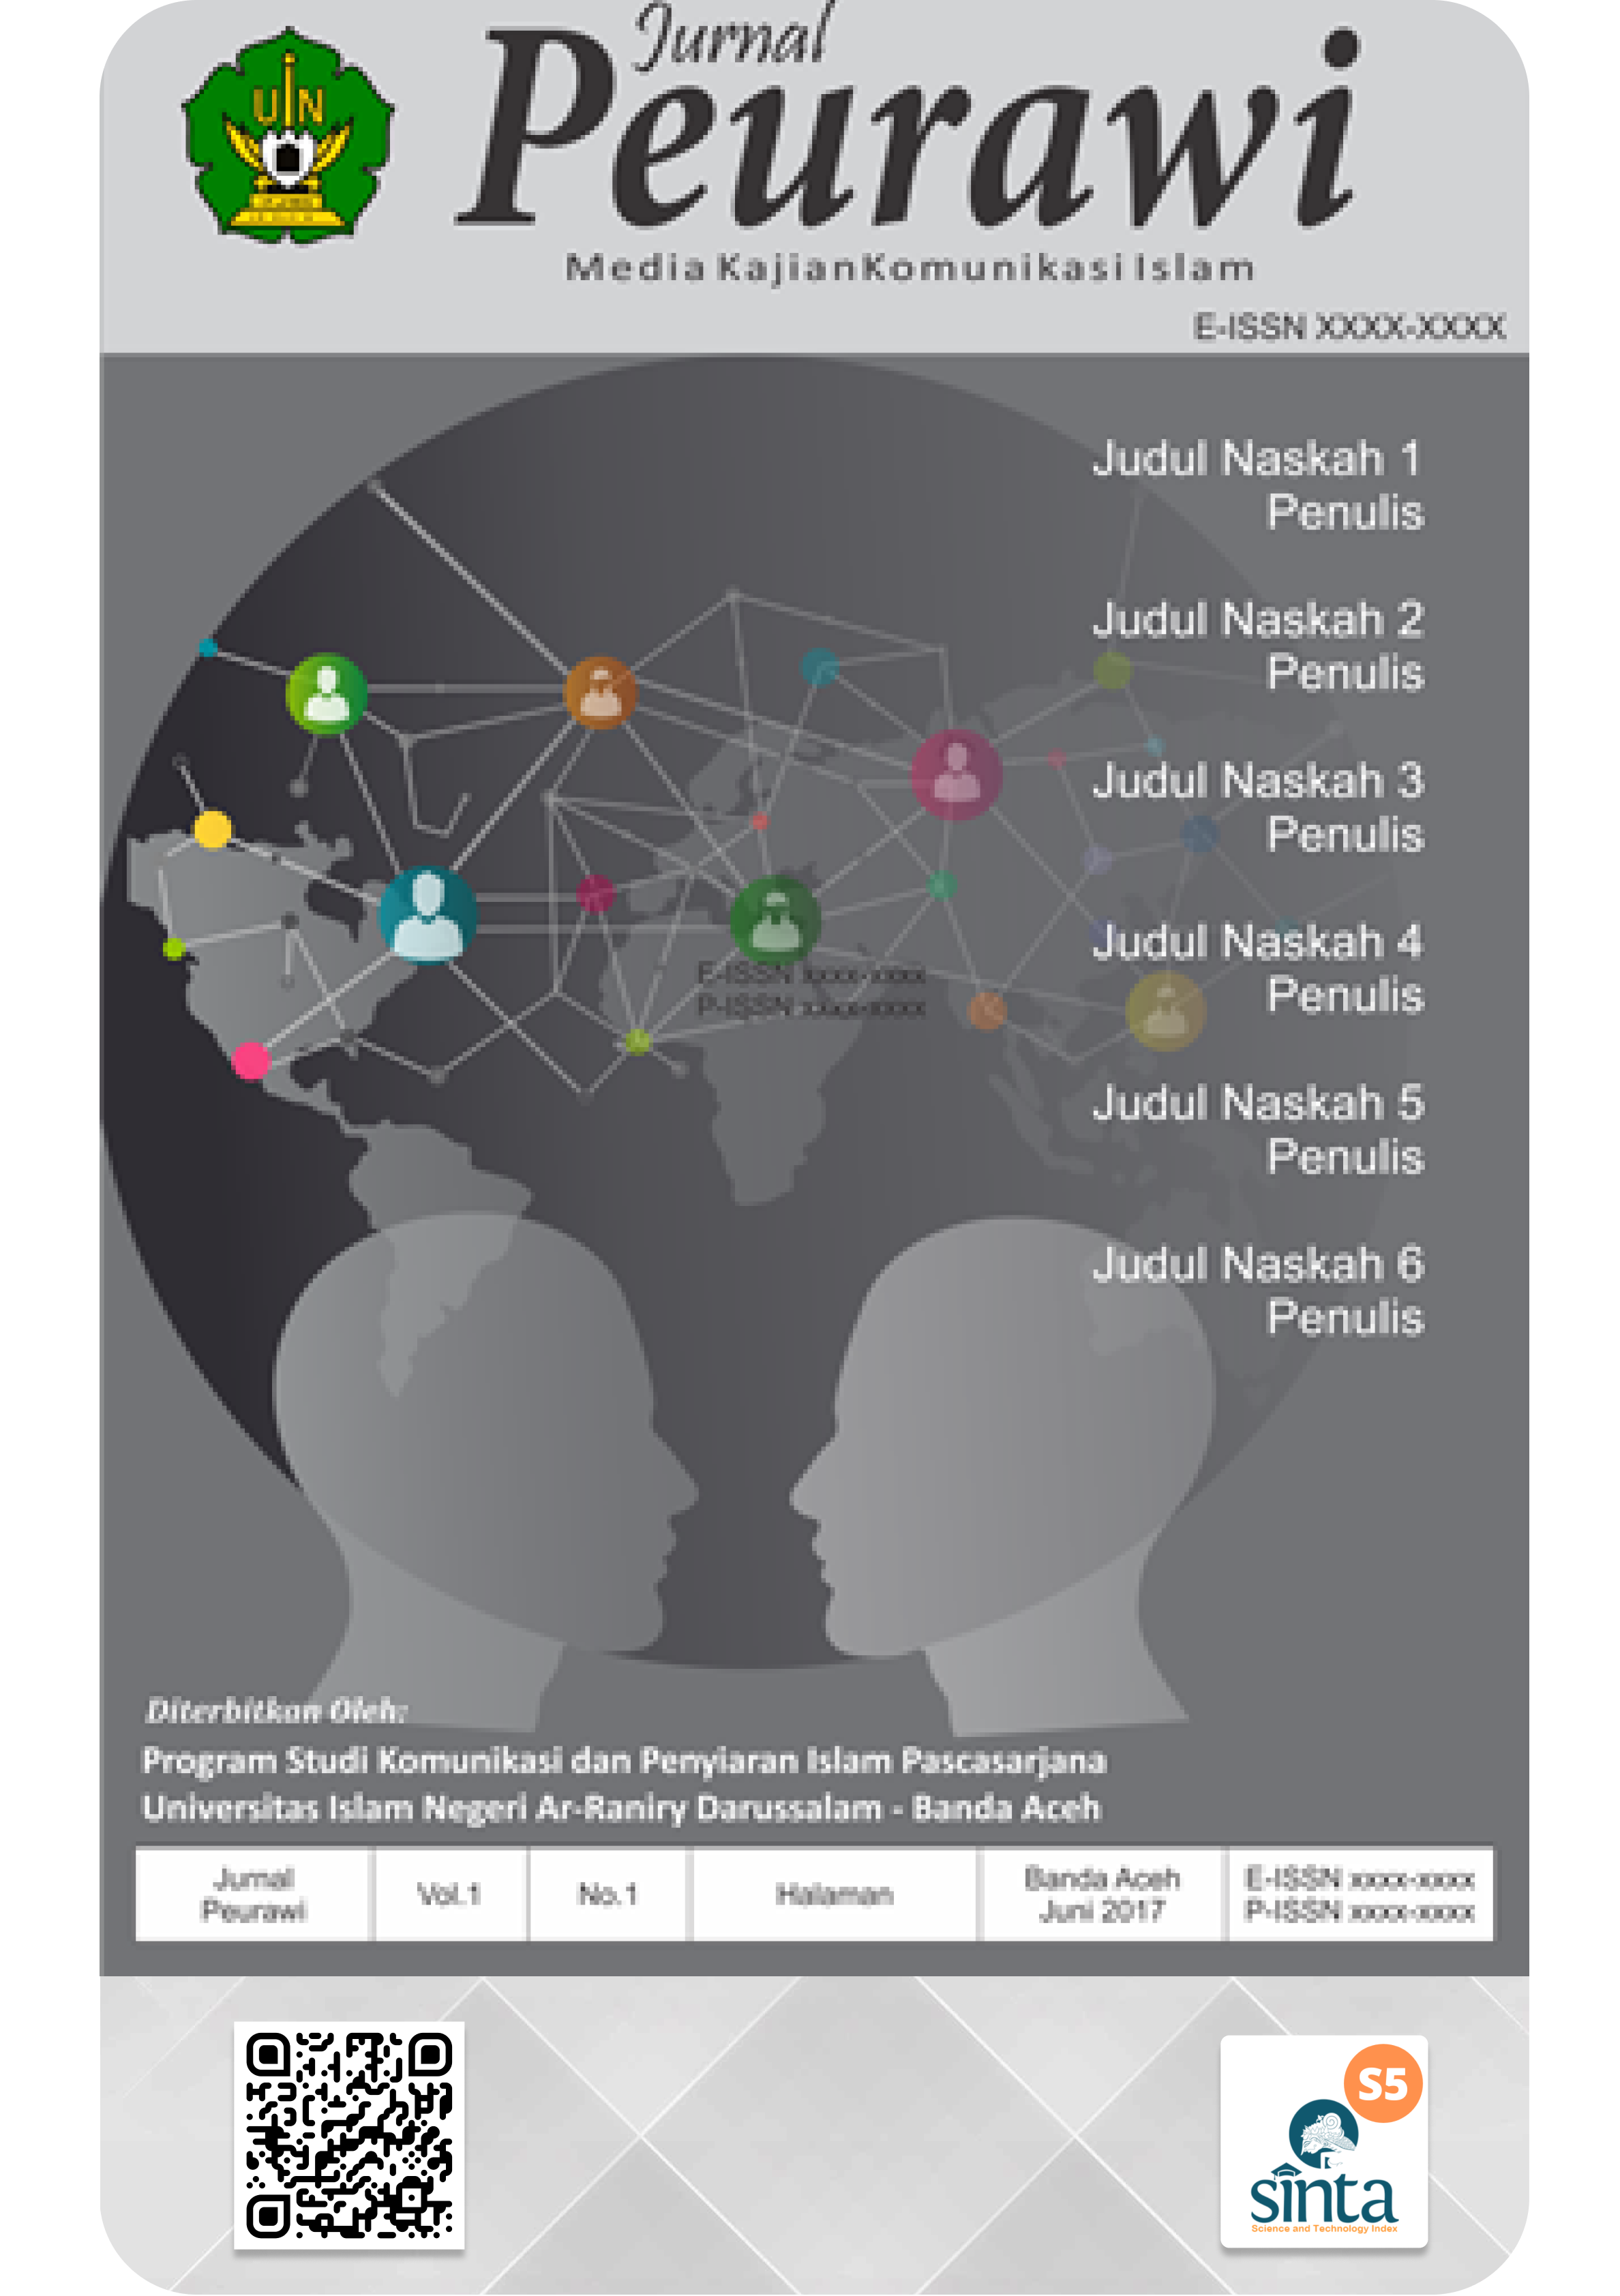 Jurnal
Peurawi
UIN
Media Kajian Komunikasi Islam
E-ISSN XXXX-XXXX
Judul Naskah 1
Penulis
Judul Naskah 2
Penulis
Judul Naskah 3
Penulis
Judul Naskah 4
Penulis
E-ISSN xxxx-xxxx
P-ISSN xxxx-xxxx
Judul Naskah 5
Penulis
Judul Naskah 6
Penulis
Diterbitkan Oleh:
Program Studi Komunikasi dan Penyiaran Islam Pascasarjana
Universitas Islam Negeri Ar-Raniry Darussalam - Banda Aceh
Jurnal
Peurawi
Vol.1
No.1
Halaman
Banda Aceh
Juni 2017
E-ISSN xxxx-xxxx
P-ISSN xxxx-xxxx
S5
sinta
Science and Technology Index